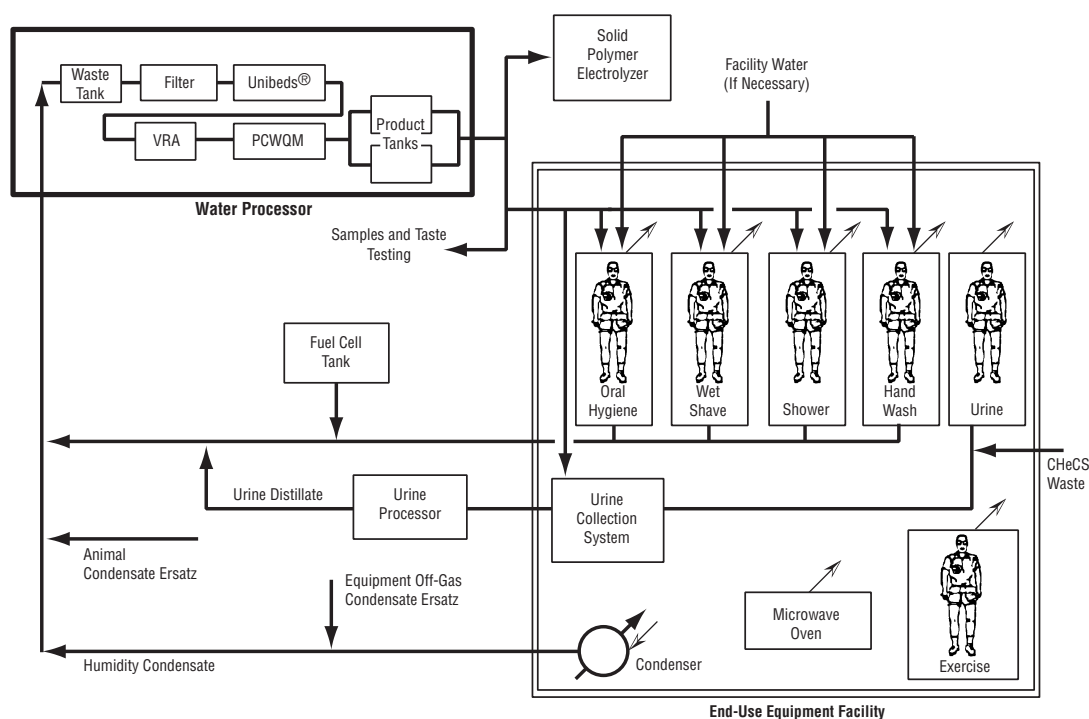 Solid
Polymer
Electrolyzer
Facility Water
(If Necessary)
Waste
Tank
Filter
Unibeds®
VRA
PCWQM
Product
Tanks
Water Processor
Samples and Taste
Testing
Oral
Hygiene
Wet
Shave
Shower
Hand
Wash
Urine
Fuel Cell
Tank
CHeCS
Waste
Urine Distillate
Urine
Processor
Urine
Collection
System
Animal
Condensate Ersatz
Equipment Off-Gas
Condensate Ersatz
Microwave
Oven
Exercise
Humidity Condensate
Condenser
End-Use Equipment Facility